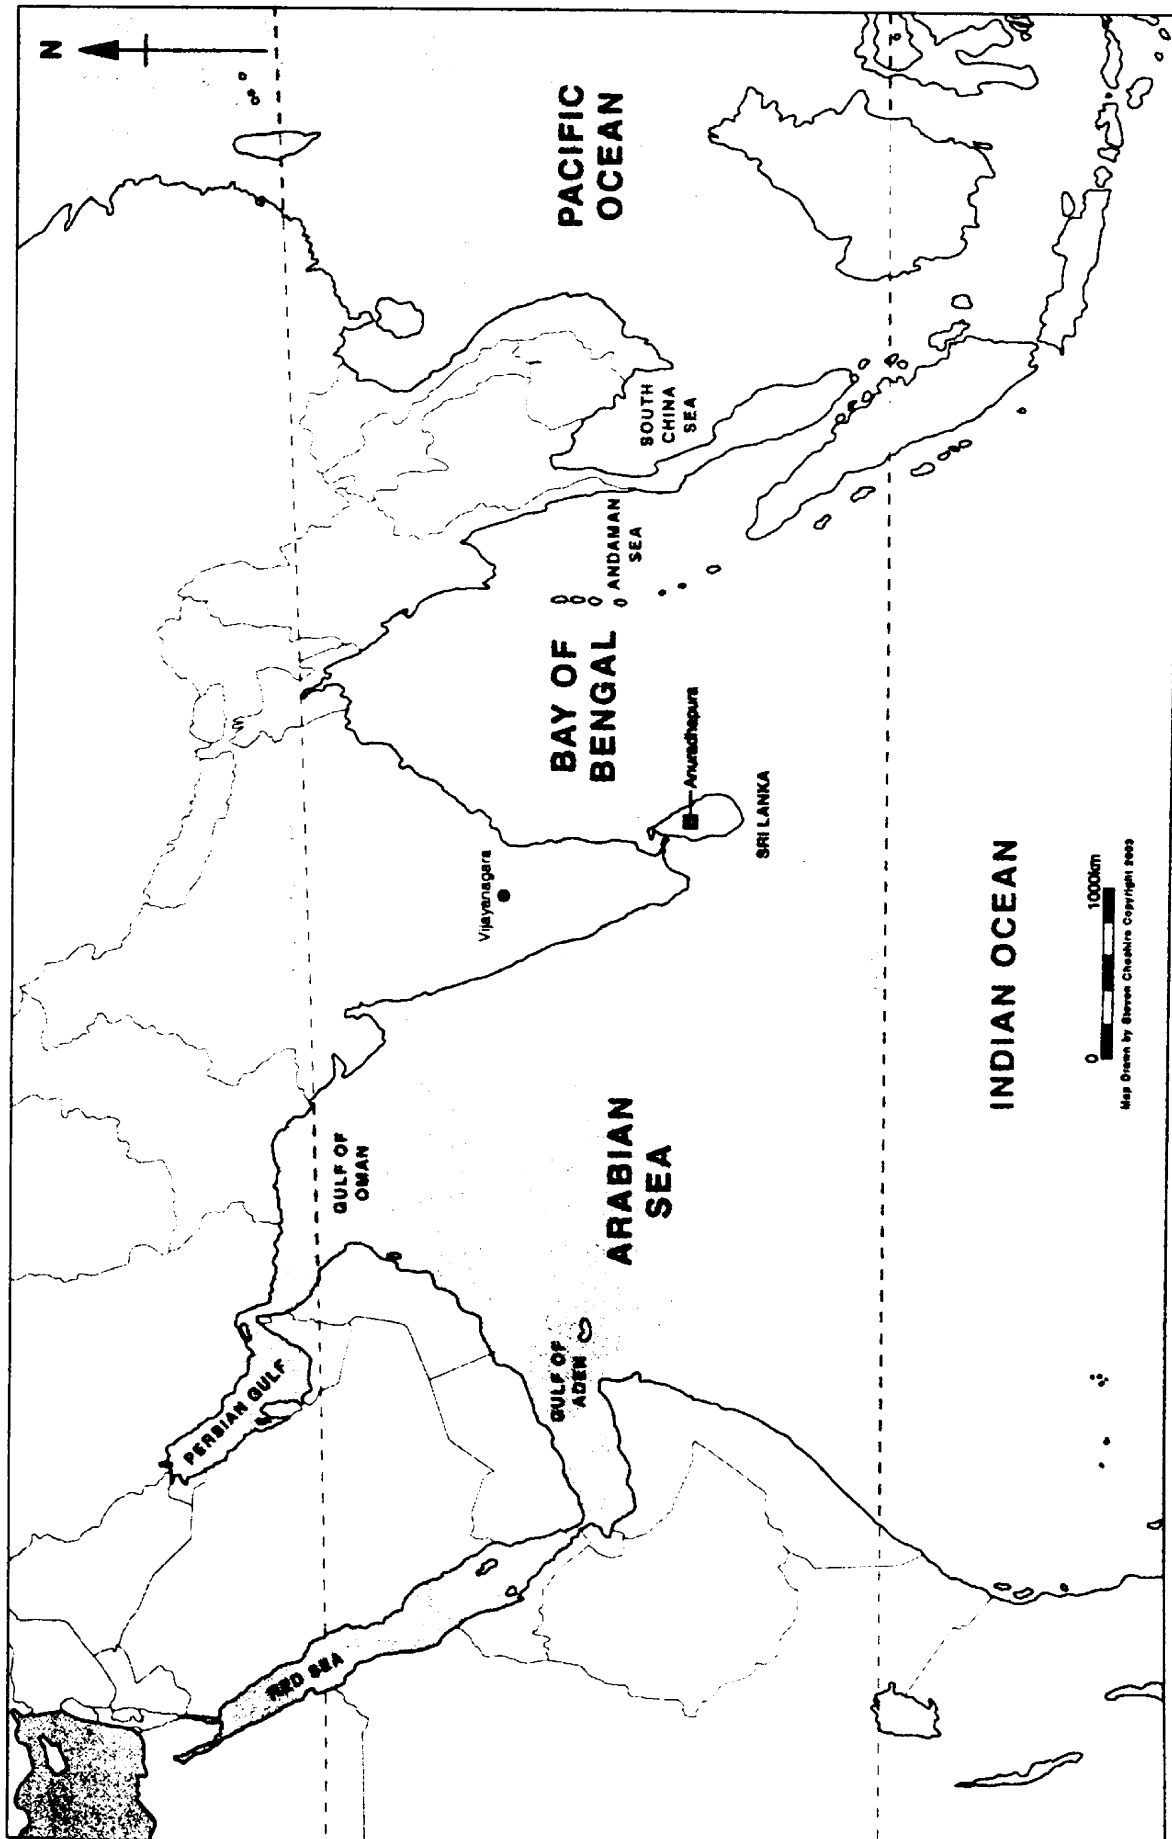 N
PACIFIC
OCEAN
SOUTH
CHINA
SEA
ANDAMAN
SEA
BAY OF
BENGAL
Anuradhapura
SRI LANKA
Vijayanagara
INDIAN OCEAN
0 1000km
Map Drawn by Steven Cheshire Copyright 2003
GULF OF
OMAN
ARABIAN
SEA
GULF OF
ADEN
PERSIAN GULF
RED SEA